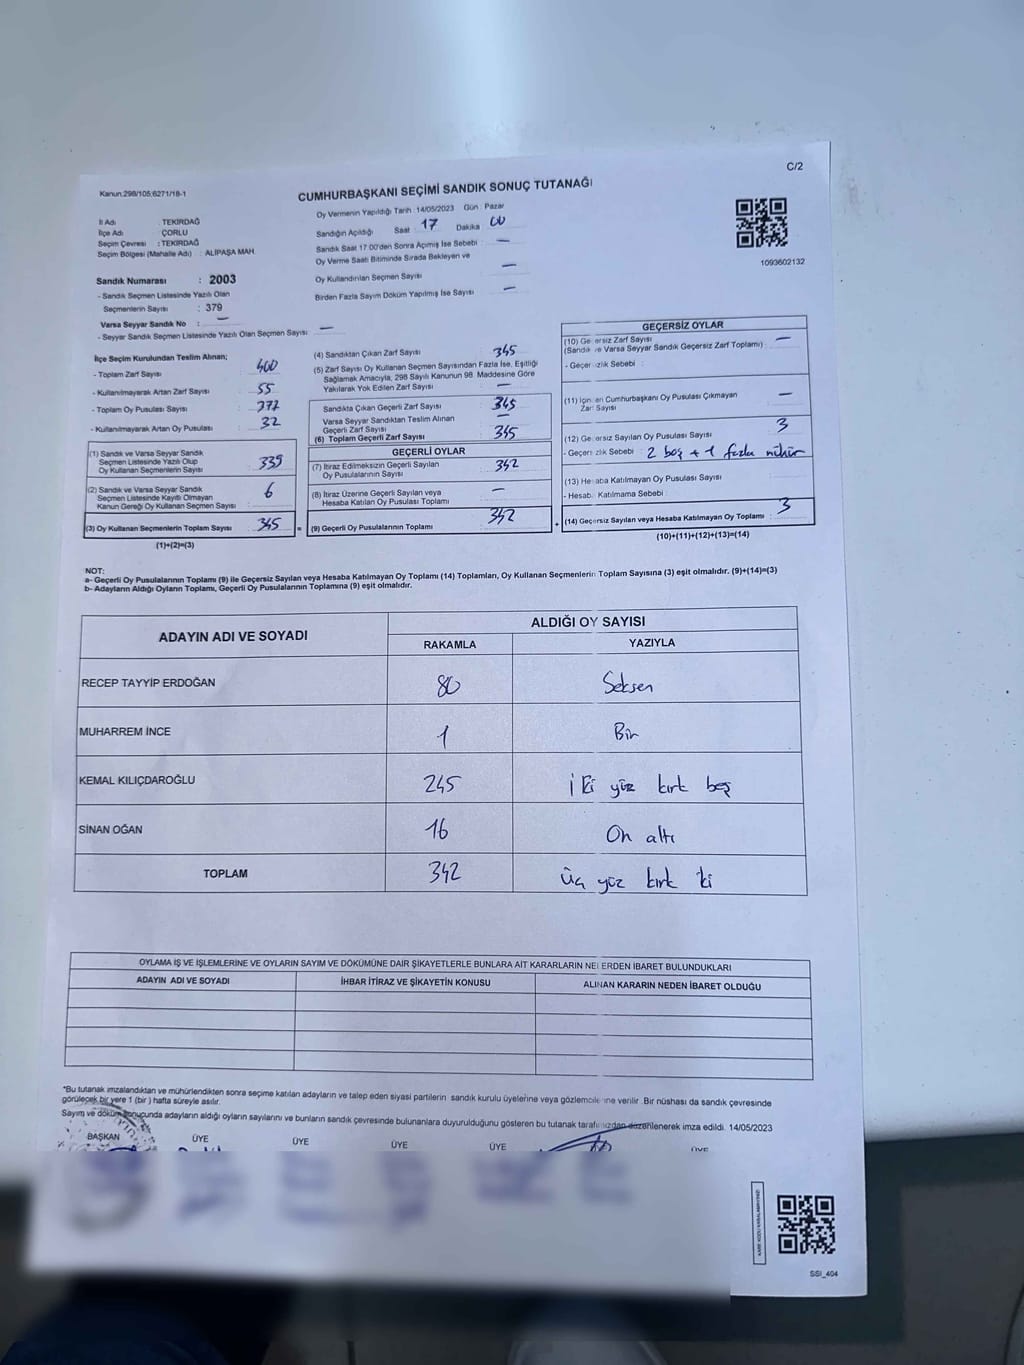 C/2
Kanun.298/105;6271/18-1
CUMHURBAŞKANI SEÇİMİ SANDIK SONUÇ TUTANAĞI
İl Adı : TEKİRDAĞ
İlçe Adı : ÇORLU
Seçim Çevresi : TEKİRDAĞ
Seçim Bölgesi (Mahalle Adı) : ALİPAŞA MAH.
Sandık Numarası : 2003
- Sandık Seçmen Listesinde Yazılı Olan
Seçmenlerin Sayısı : 379
Varsa Seyyar Sandık No : —
- Seyyar Sandık Seçmen Listesinde Yazılı Olan Seçmen Sayısı : —
Oy Vermenin Yapıldığı Tarih :14/05/2023 Gün : Pazar
Sandığın Açıldığı Saat : 17 Dakika : 00
Sandık Saat 17.00'den Sonra Açımış İse Sebebi : —
Oy Verme Saati Bitiminde Sırada Bekleyen ve
Oy Kullandırılan Seçmen Sayısı : —
Birden Fazla Sayım Döküm Yapılmış İse Sayısı : —
1093602132
İlçe Seçim Kurulundan Teslim Alınan;
- Toplam Zarf Sayısı : 400
- Kullanılmayarak Artan Zarf Sayısı : 55
- Toplam Oy Pusulası Sayısı : 377
- Kullanılmayarak Artan Oy Pusulası : 32
(1) Sandık ve Varsa Seyyar Sandık
Seçmen Listesinde Yazılı Olup
Oy Kullanan Seçmenlerin Sayısı : 339
(2) Sandık ve Varsa Seyyar Sandık
Seçmen Listesinde Kayıtlı Olmayan
Kanun Gereği Oy Kullanan Seçmen Sayısı : 6
(3) Oy Kullanan Seçmenlerin Toplam Sayısı : 345
(1)+(2)=(3)
(4) Sandıktan Çıkan Zarf Sayısı : 345
(5) Zarf Sayısı Oy Kullanan Seçmen Sayısından Fazla İse, Eşitliği
Sağlamak Amacıyla, 298 Sayılı Kanunun 98. Maddesine Göre
Yakılarak Yok Edilen Zarf Sayısı : —
Sandıkta Çıkan Geçerli Zarf Sayısı : 345
Varsa Seyyar Sandıktan Teslim Alınan
Geçerli Zarf Sayısı : —
(6) Toplam Geçerli Zarf Sayısı : 345
GEÇERLİ OYLAR
(7) İtiraz Edilmeksizin Geçerli Sayılan
Oy Pusulalarının Sayısı : 342
(8) İtiraz Üzerine Geçerli Sayılan veya
Hesaba Katılan Oy Pusulası Toplamı : —
= (9) Geçerli Oy Pusulalarının Toplamı : 342
GEÇERSİZ OYLAR
(10) Geçersiz Zarf Sayısı
(Sandık ve Varsa Seyyar Sandık Geçersiz Zarf Toplamı) : —
- Geçersizlik Sebebi :
(11) İçinden Cumhurbaşkanı Oy Pusulası Çıkmayan
Zarf Sayısı : —
(12) Geçersiz Sayılan Oy Pusulası Sayısı : 3
- Geçersizlik Sebebi : 2 boş + 1 fazla mühür
(13) Hesaba Katılmayan Oy Pusulası Sayısı :
- Hesaba Katılmama Sebebi :
+ (14) Geçersiz Sayılan veya Hesaba Katılmayan Oy Toplamı : 3
(10)+(11)+(12)+(13)=(14)
NOT:
a- Geçerli Oy Pusulalarının Toplamı (9) ile Geçersiz Sayılan veya Hesaba Katılmayan Oy Toplamı (14) Toplamları, Oy Kullanan Seçmenlerin Toplam Sayısına (3) eşit olmalıdır. (9)+(14)=(3)
b- Adayların Aldığı Oyların Toplamı, Geçerli Oy Pusulalarının Toplamına (9) eşit olmalıdır.
ADAYIN ADI VE SOYADI ALDIĞI OY SAYISI
RAKAMLA YAZIYLA
RECEP TAYYİP ERDOĞAN 80 Seksen
MUHARREM İNCE 1 Bir
KEMAL KILIÇDAROĞLU 245 İki yüz kırk beş
SİNAN OĞAN 16 On altı
TOPLAM 342 üç yüz kırk iki
OYLAMA İŞ VE İŞLEMLERİNE VE OYLARIN SAYIM VE DÖKÜMÜNE DAİR ŞİKAYETLERLE BUNLARA AİT KARARLARIN NELERDEN İBARET BULUNDUKLARI
ADAYIN ADI VE SOYADI İHBAR İTİRAZ VE ŞİKAYETİN KONUSU ALINAN KARARIN NEDEN İBARET OLDUĞU
*Bu tutanak imzalandıktan ve mühürlendikten sonra seçime katılan adayların ve talep eden siyasi partilerin sandık kurulu üyelerine veya gözlemcilerine verilir .Bir nüshası da sandık çevresinde
görülecek bir yere 1 (bir ) hafta süreyle asılır.
Sayım ve döküm sonucunda adayların aldığı oyların sayılarını ve bunların sandık çevresinde bulunanlara duyurulduğunu gösteren bu tutanak tarafımızdan düzenlenerek imza edildi. 14/05/2023
BAŞKAN ÜYE ÜYE ÜYE ÜYE ÜYE
SSI_404